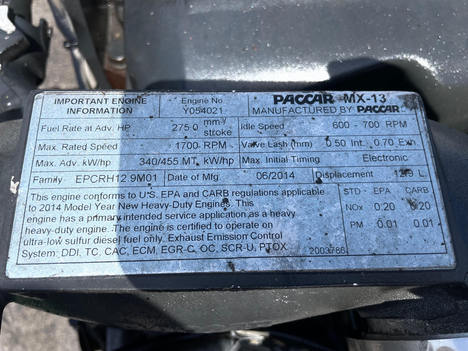 IMPORTANT ENGINE INFORMATION
Engine No. Y054021
PACCAR MX-13
MANUFACTURED BY PACCAR
Fuel Rate at Adv. HP 275.0 mm³/stroke Idle Speed 600 - 700 RPM
Max. Rated Speed 1700 RPM Valve Lash (mm) 0.50 Int. 0.70 Exh.
Max. Adv. kW/hp 340/455 MT kW/hp Max. Initial Timing Electronic
Family EPCRH12.9M01 Date of Man. 06/2014 Displacement 12.9 L
This engine conforms to U.S. EPA and CARB regulations applicable
to 2014 Model Year New Heavy-Duty Engines. This
engine has a primary intended service application as a heavy
heavy-duty engine. The engine is certified to operate on
ultra-low sulfur diesel fuel only. Exhaust Emission Control
System: DDI, TC, CAC, ECM, EGR-C, OC, SCR-U, PTOX
STD EPA CARB
NOx 0.20 0.20
PM 0.01 0.01
2003786